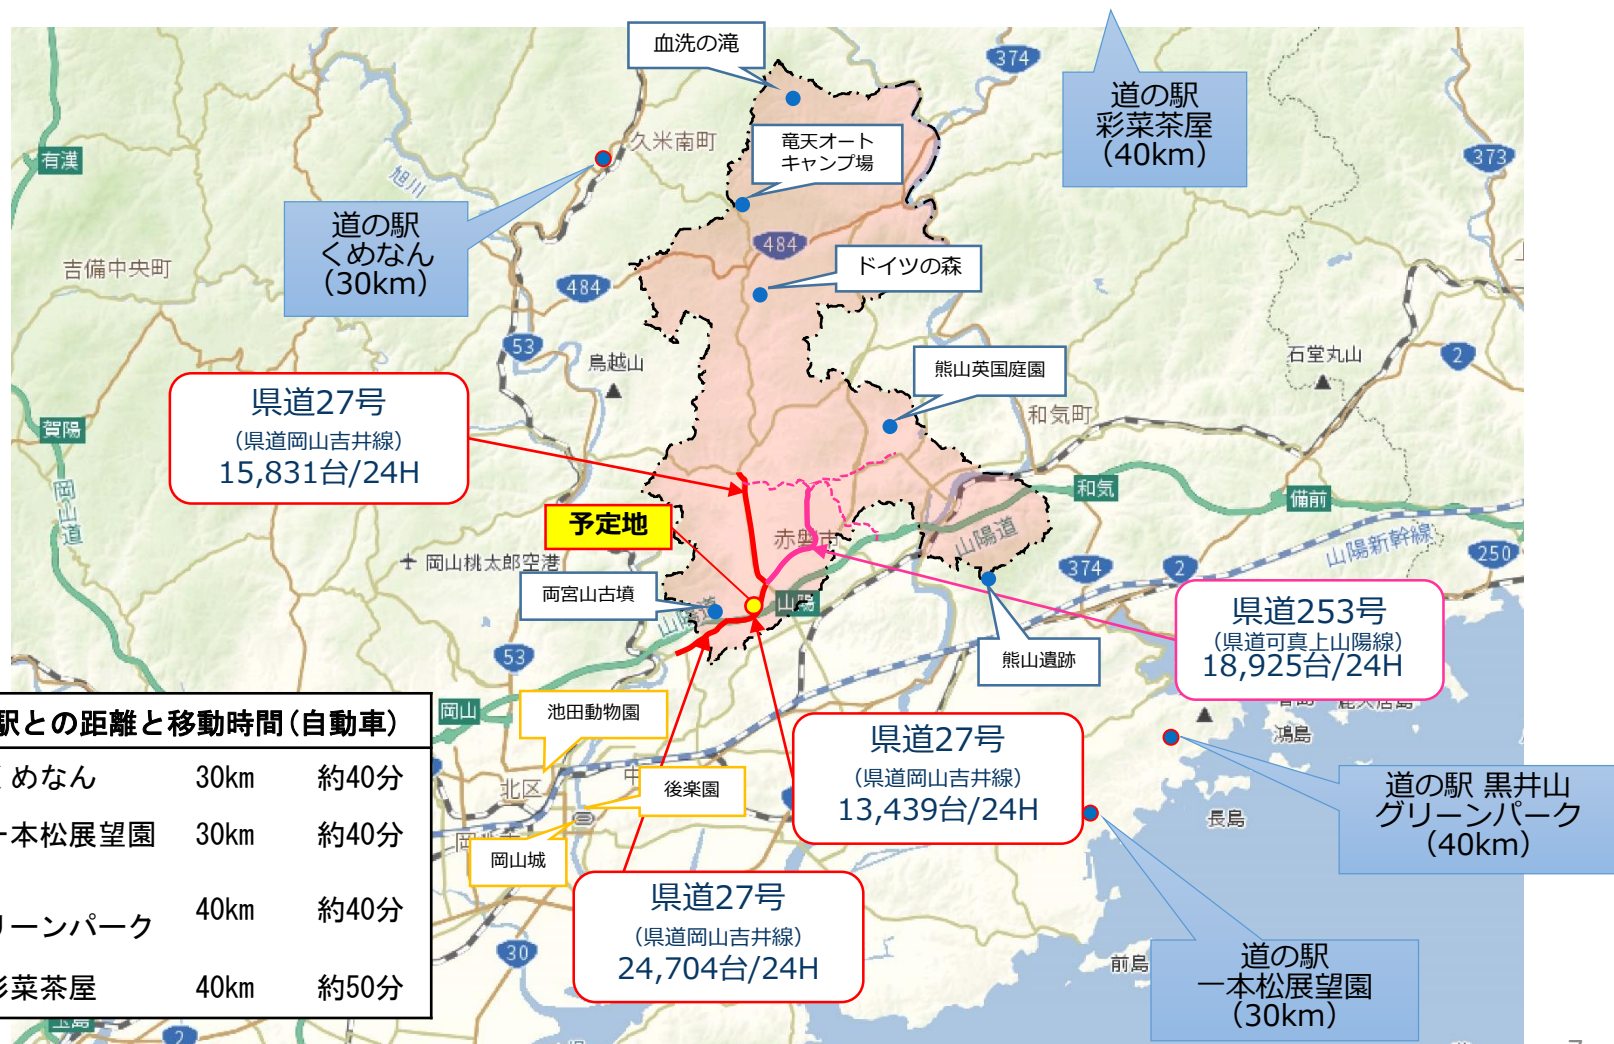 血洗の滝
374
道の駅
彩菜茶屋
（40km）
久米南町
竜天オート
キャンプ場
有漢
旭川
373
道の駅
くめなん
（30km）
484
吉備中央町
ドイツの森
484
53
鳥越山
石堂丸山
2
熊山英国庭園
県道27号
（県道岡山吉井線）
15,831台/24H
和気町
賀陽
和気
備前
岡山道
予定地
赤磐市
山陽道
山陽新幹線
250
岡山桃太郎空港
374
2
両宮山古墳
山陽
山陽道
県道253号
（県道可真上山陽線）
18,925台/24H
熊山遺跡
53
駅との距離と移動時間(自動車)
くめなん 30km 約40分
一本松展望園 30km 約40分
リーンパーク 40km 約40分
彩菜茶屋 40km 約50分
岡山
池田動物園
鴻島
県道27号
（県道岡山吉井線）
13,439台/24H
北区
後楽園
道の駅 黒井山
グリーンパーク
（40km）
長島
岡山城
県道27号
（県道岡山吉井線）
24,704台/24H
30
前島
道の駅
一本松展望園
（30km）
玉島
2